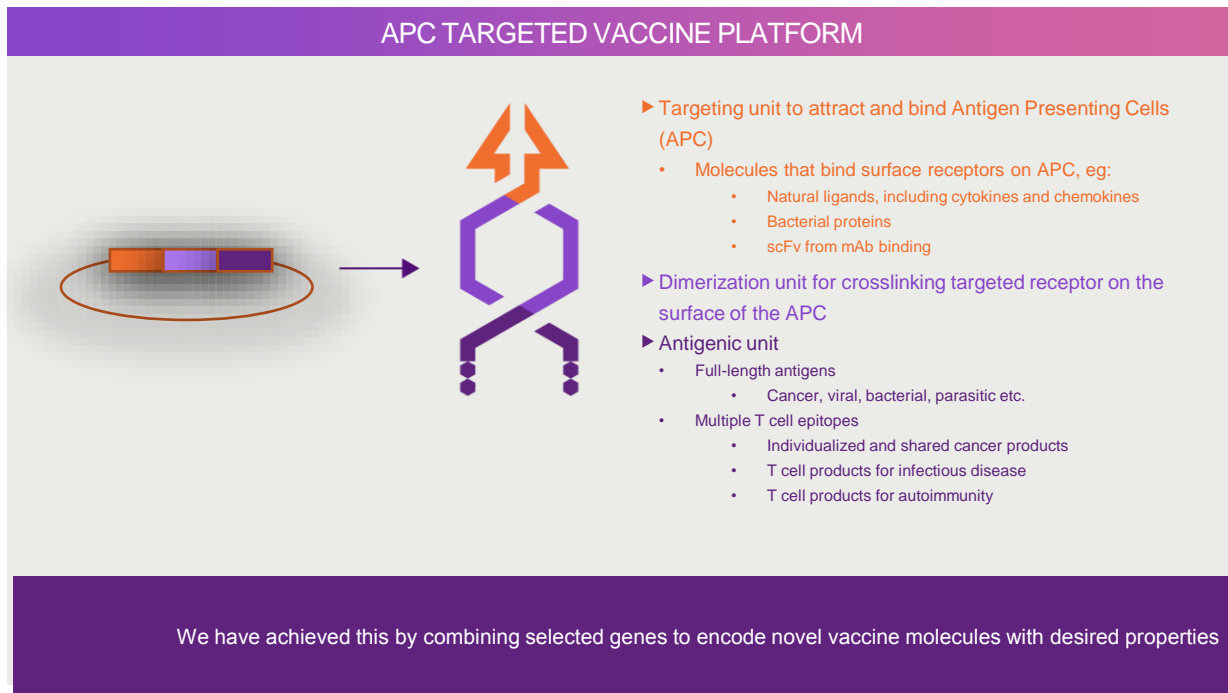 APC TARGETED VACCINE PLATFORM
▶ Targeting unit to attract and bind Antigen Presenting Cells
(APC)
• Molecules that bind surface receptors on APC, eg:
• Natural ligands, including cytokines and chemokines
• Bacterial proteins
• scFv from mAb binding
▶ Dimerization unit for crosslinking targeted receptor on the
surface of the APC
▶ Antigenic unit
• Full-length antigens
• Cancer, viral, bacterial, parasitic etc.
• Multiple T cell epitopes
• Individualized and shared cancer products
• T cell products for infectious disease
• T cell products for autoimmunity
We have achieved this by combining selected genes to encode novel vaccine molecules with desired properties